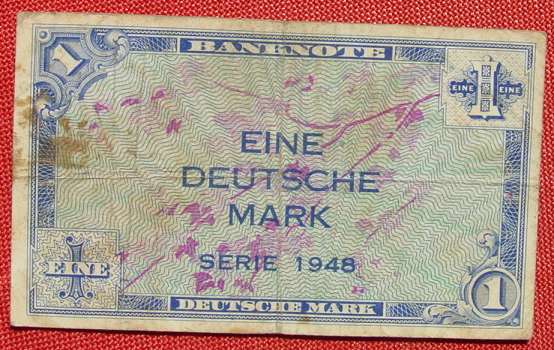 1
BANKNOTE
EINE 1 EINE
EINE
DEUTSCHE
MARK
SERIE 1948
1
EINE
DEUTSCHE MARK
1